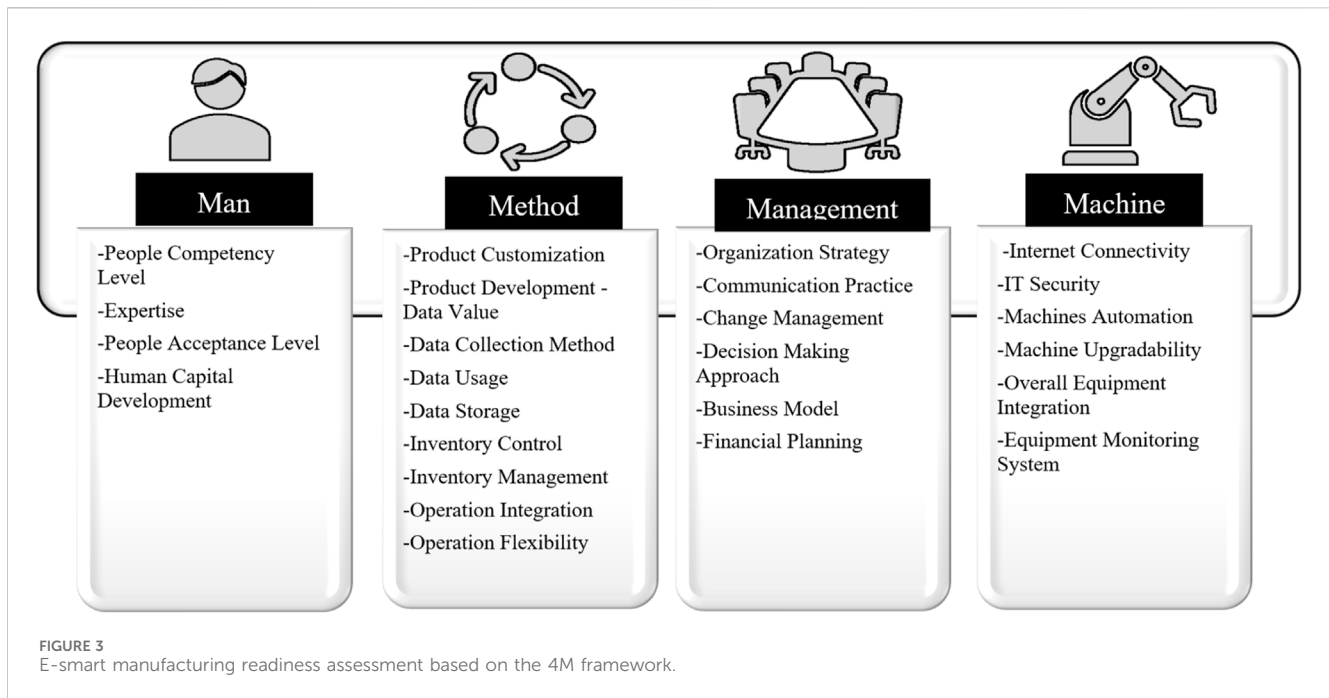 Man
-People Competency
Level
-Expertise
-People Acceptance Level
-Human Capital
Development
Method
-Product Customization
-Product Development -
Data Value
-Data Collection Method
-Data Usage
-Data Storage
-Inventory Control
-Inventory Management
-Operation Integration
-Operation Flexibility
Management
-Organization Strategy
-Communication Practice
-Change Management
-Decision Making
Approach
-Business Model
-Financial Planning
Machine
-Internet Connectivity
-IT Security
-Machines Automation
-Machine Upgradability
-Overall Equipment
Integration
-Equipment Monitoring
System
FIGURE 3
E-smart manufacturing readiness assessment based on the 4M framework.